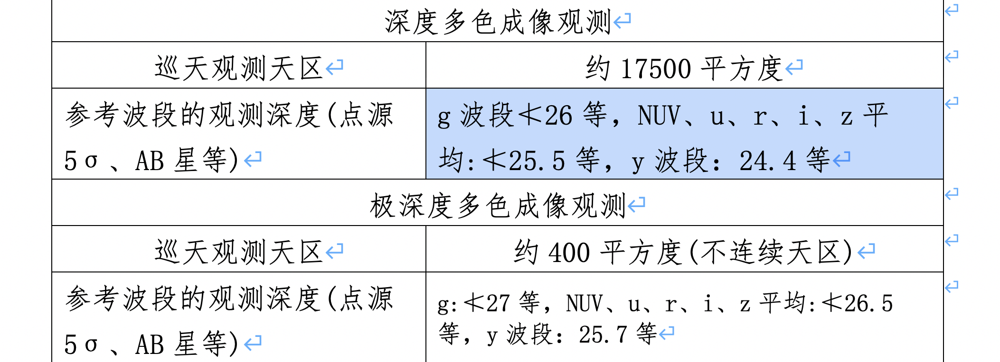 深度多色成像观测
巡天观测天区
约 17500 平方度
参考波段的观测深度(点源
5σ、AB 星等)
g 波段≮26 等，NUV、u、r、i、z 平
均:≮25.5 等，y 波段：24.4 等
极深度多色成像观测
巡天观测天区
约 400 平方度(不连续天区)
参考波段的观测深度(点源
5σ、AB 星等)
g:≮27 等，NUV、u、r、i、z 平均:≮26.5
等，y 波段：25.7 等